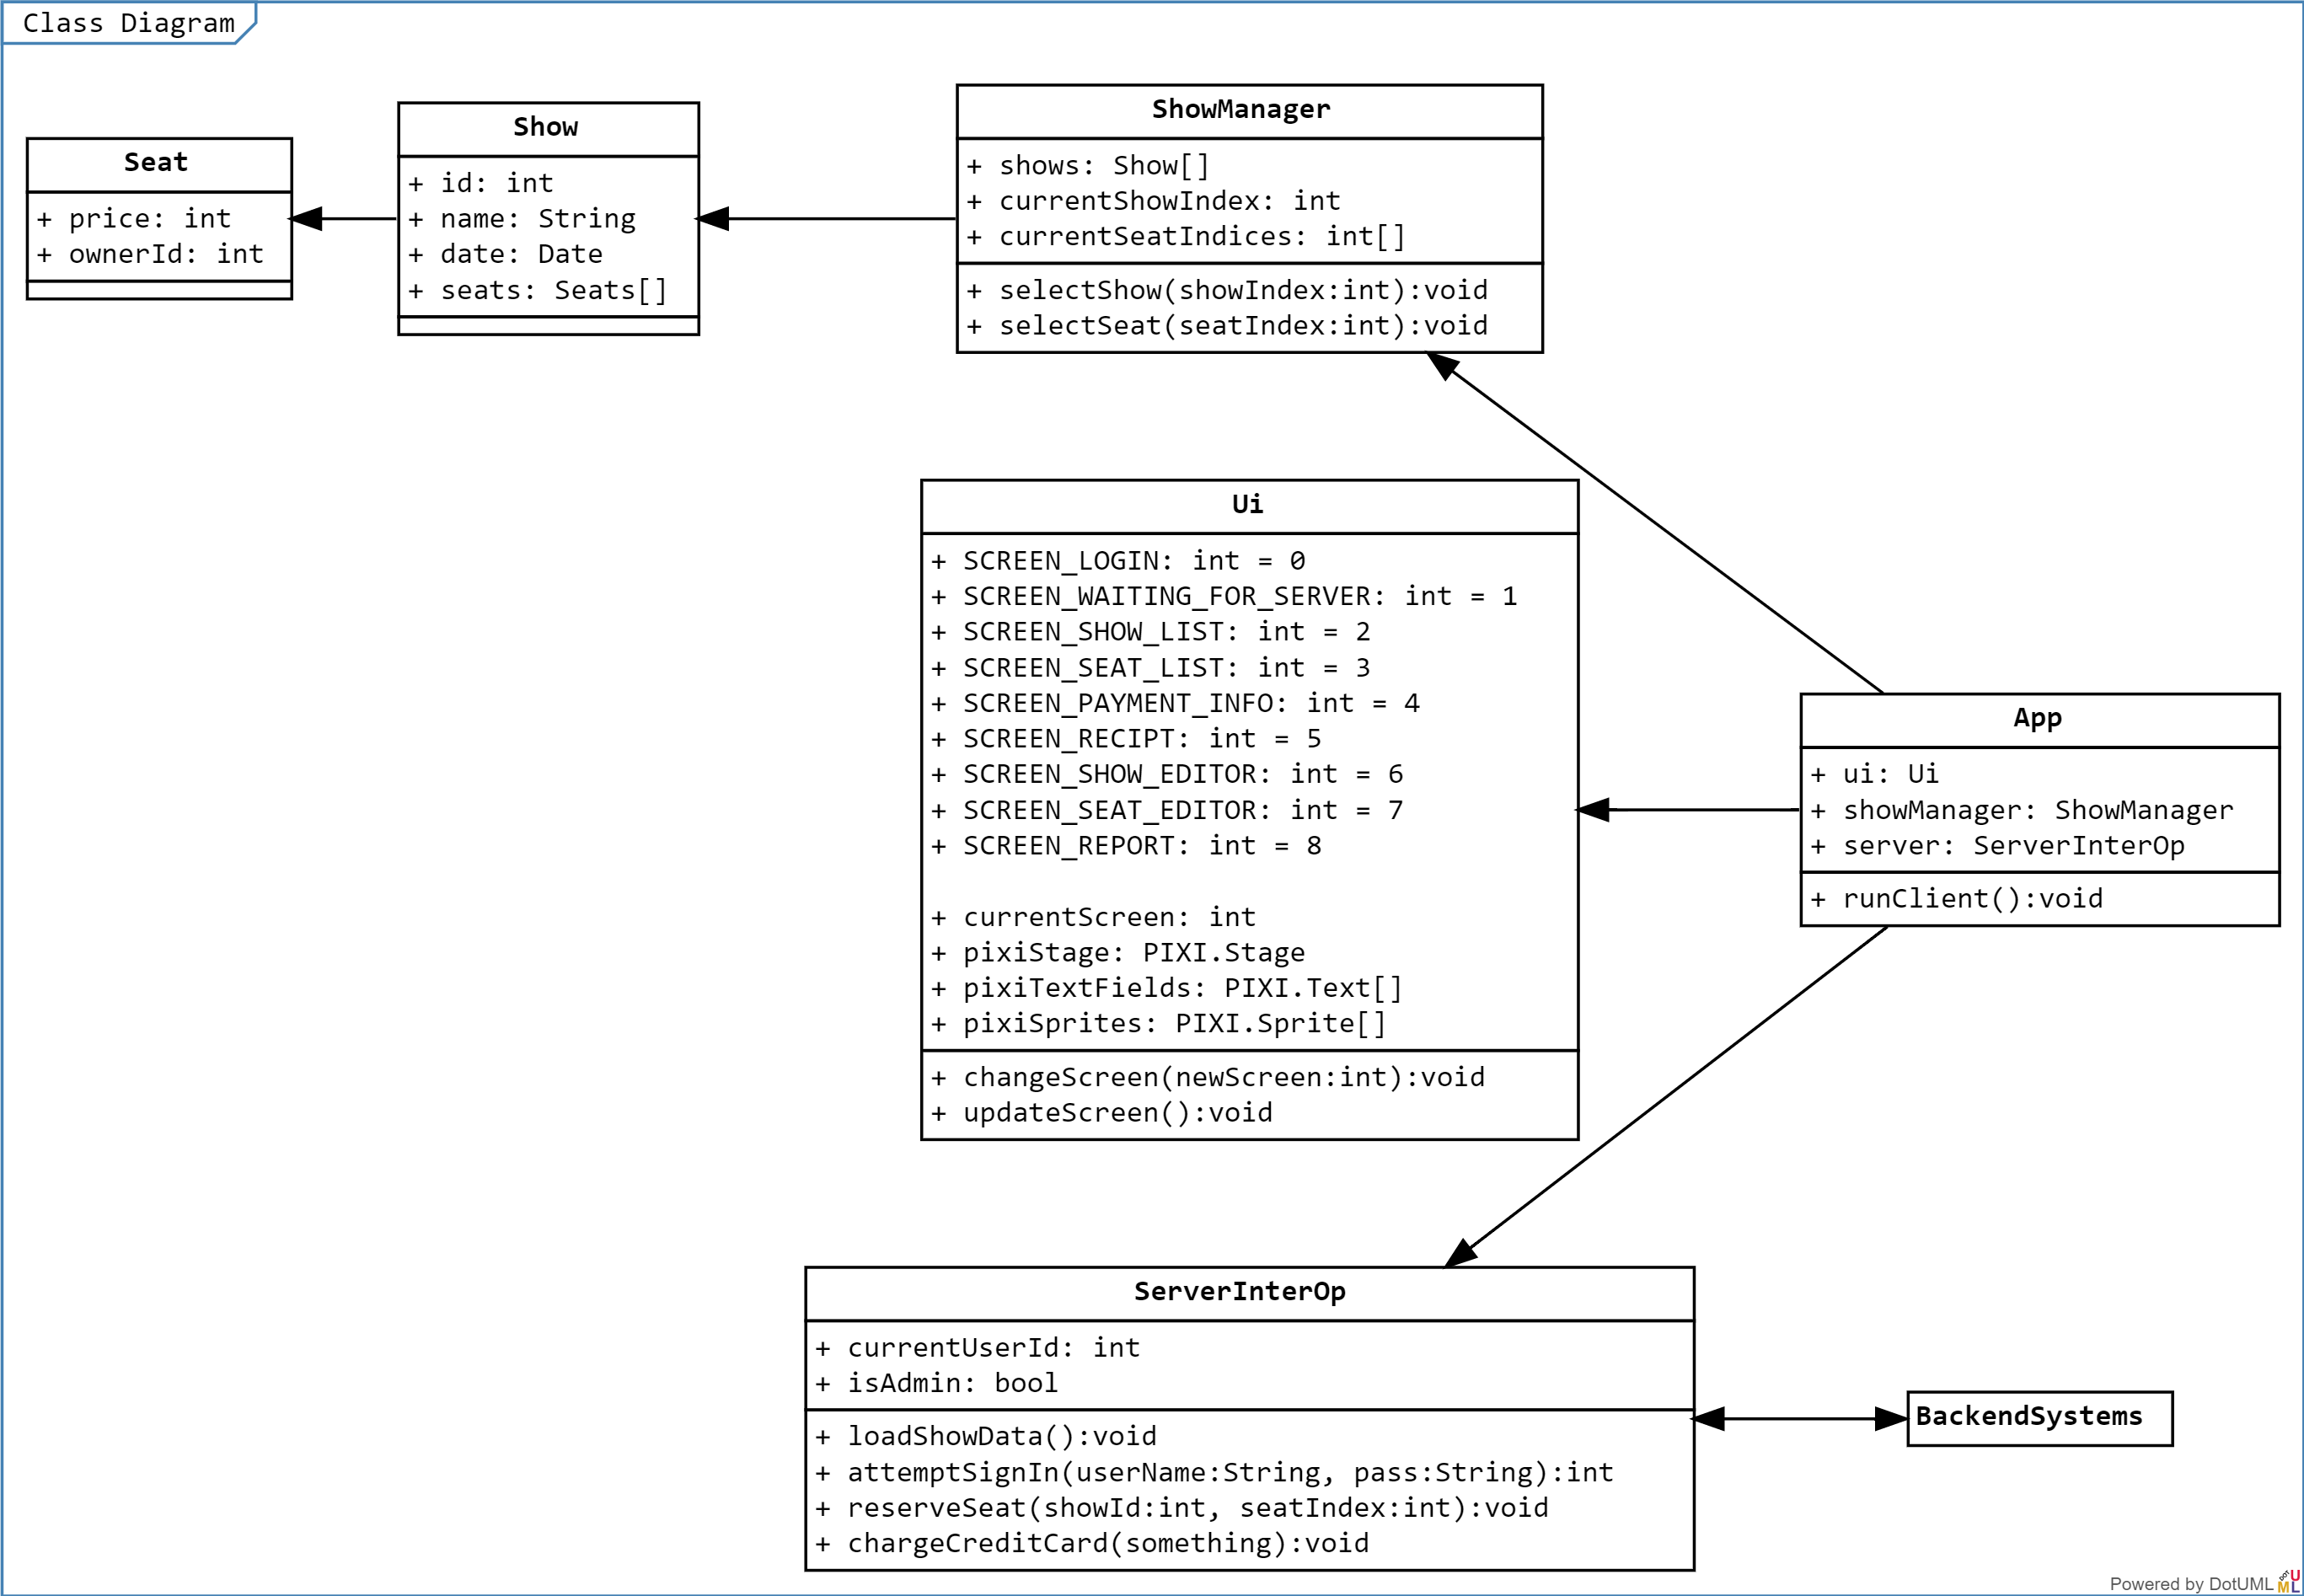 Class Diagram
Seat
+ price: int
+ ownerId: int
Show
+ id: int
+ name: String
+ date: Date
+ seats: Seats[]
ShowManager
+ shows: Show[]
+ currentShowIndex: int
+ currentSeatIndices: int[]
+ selectShow(showIndex:int):void
+ selectSeat(seatIndex:int):void
Ui
+ SCREEN_LOGIN: int = 0
+ SCREEN_WAITING_FOR_SERVER: int = 1
+ SCREEN_SHOW_LIST: int = 2
+ SCREEN_SEAT_LIST: int = 3
+ SCREEN_PAYMENT_INFO: int = 4
+ SCREEN_RECIPT: int = 5
+ SCREEN_SHOW_EDITOR: int = 6
+ SCREEN_SEAT_EDITOR: int = 7
+ SCREEN_REPORT: int = 8
+ currentScreen: int
+ pixiStage: PIXI.Stage
+ pixiTextFields: PIXI.Text[]
+ pixiSprites: PIXI.Sprite[]
+ changeScreen(newScreen:int):void
+ updateScreen():void
App
+ ui: Ui
+ showManager: ShowManager
+ server: ServerInterOp
+ runClient():void
ServerInterOp
+ currentUserId: int
+ isAdmin: bool
+ loadShowData():void
+ attemptSignIn(userName:String, pass:String):int
+ reserveSeat(showId:int, seatIndex:int):void
+ chargeCreditCard(something):void
BackendSystems
Powered by DotUML
DOT
U
ML